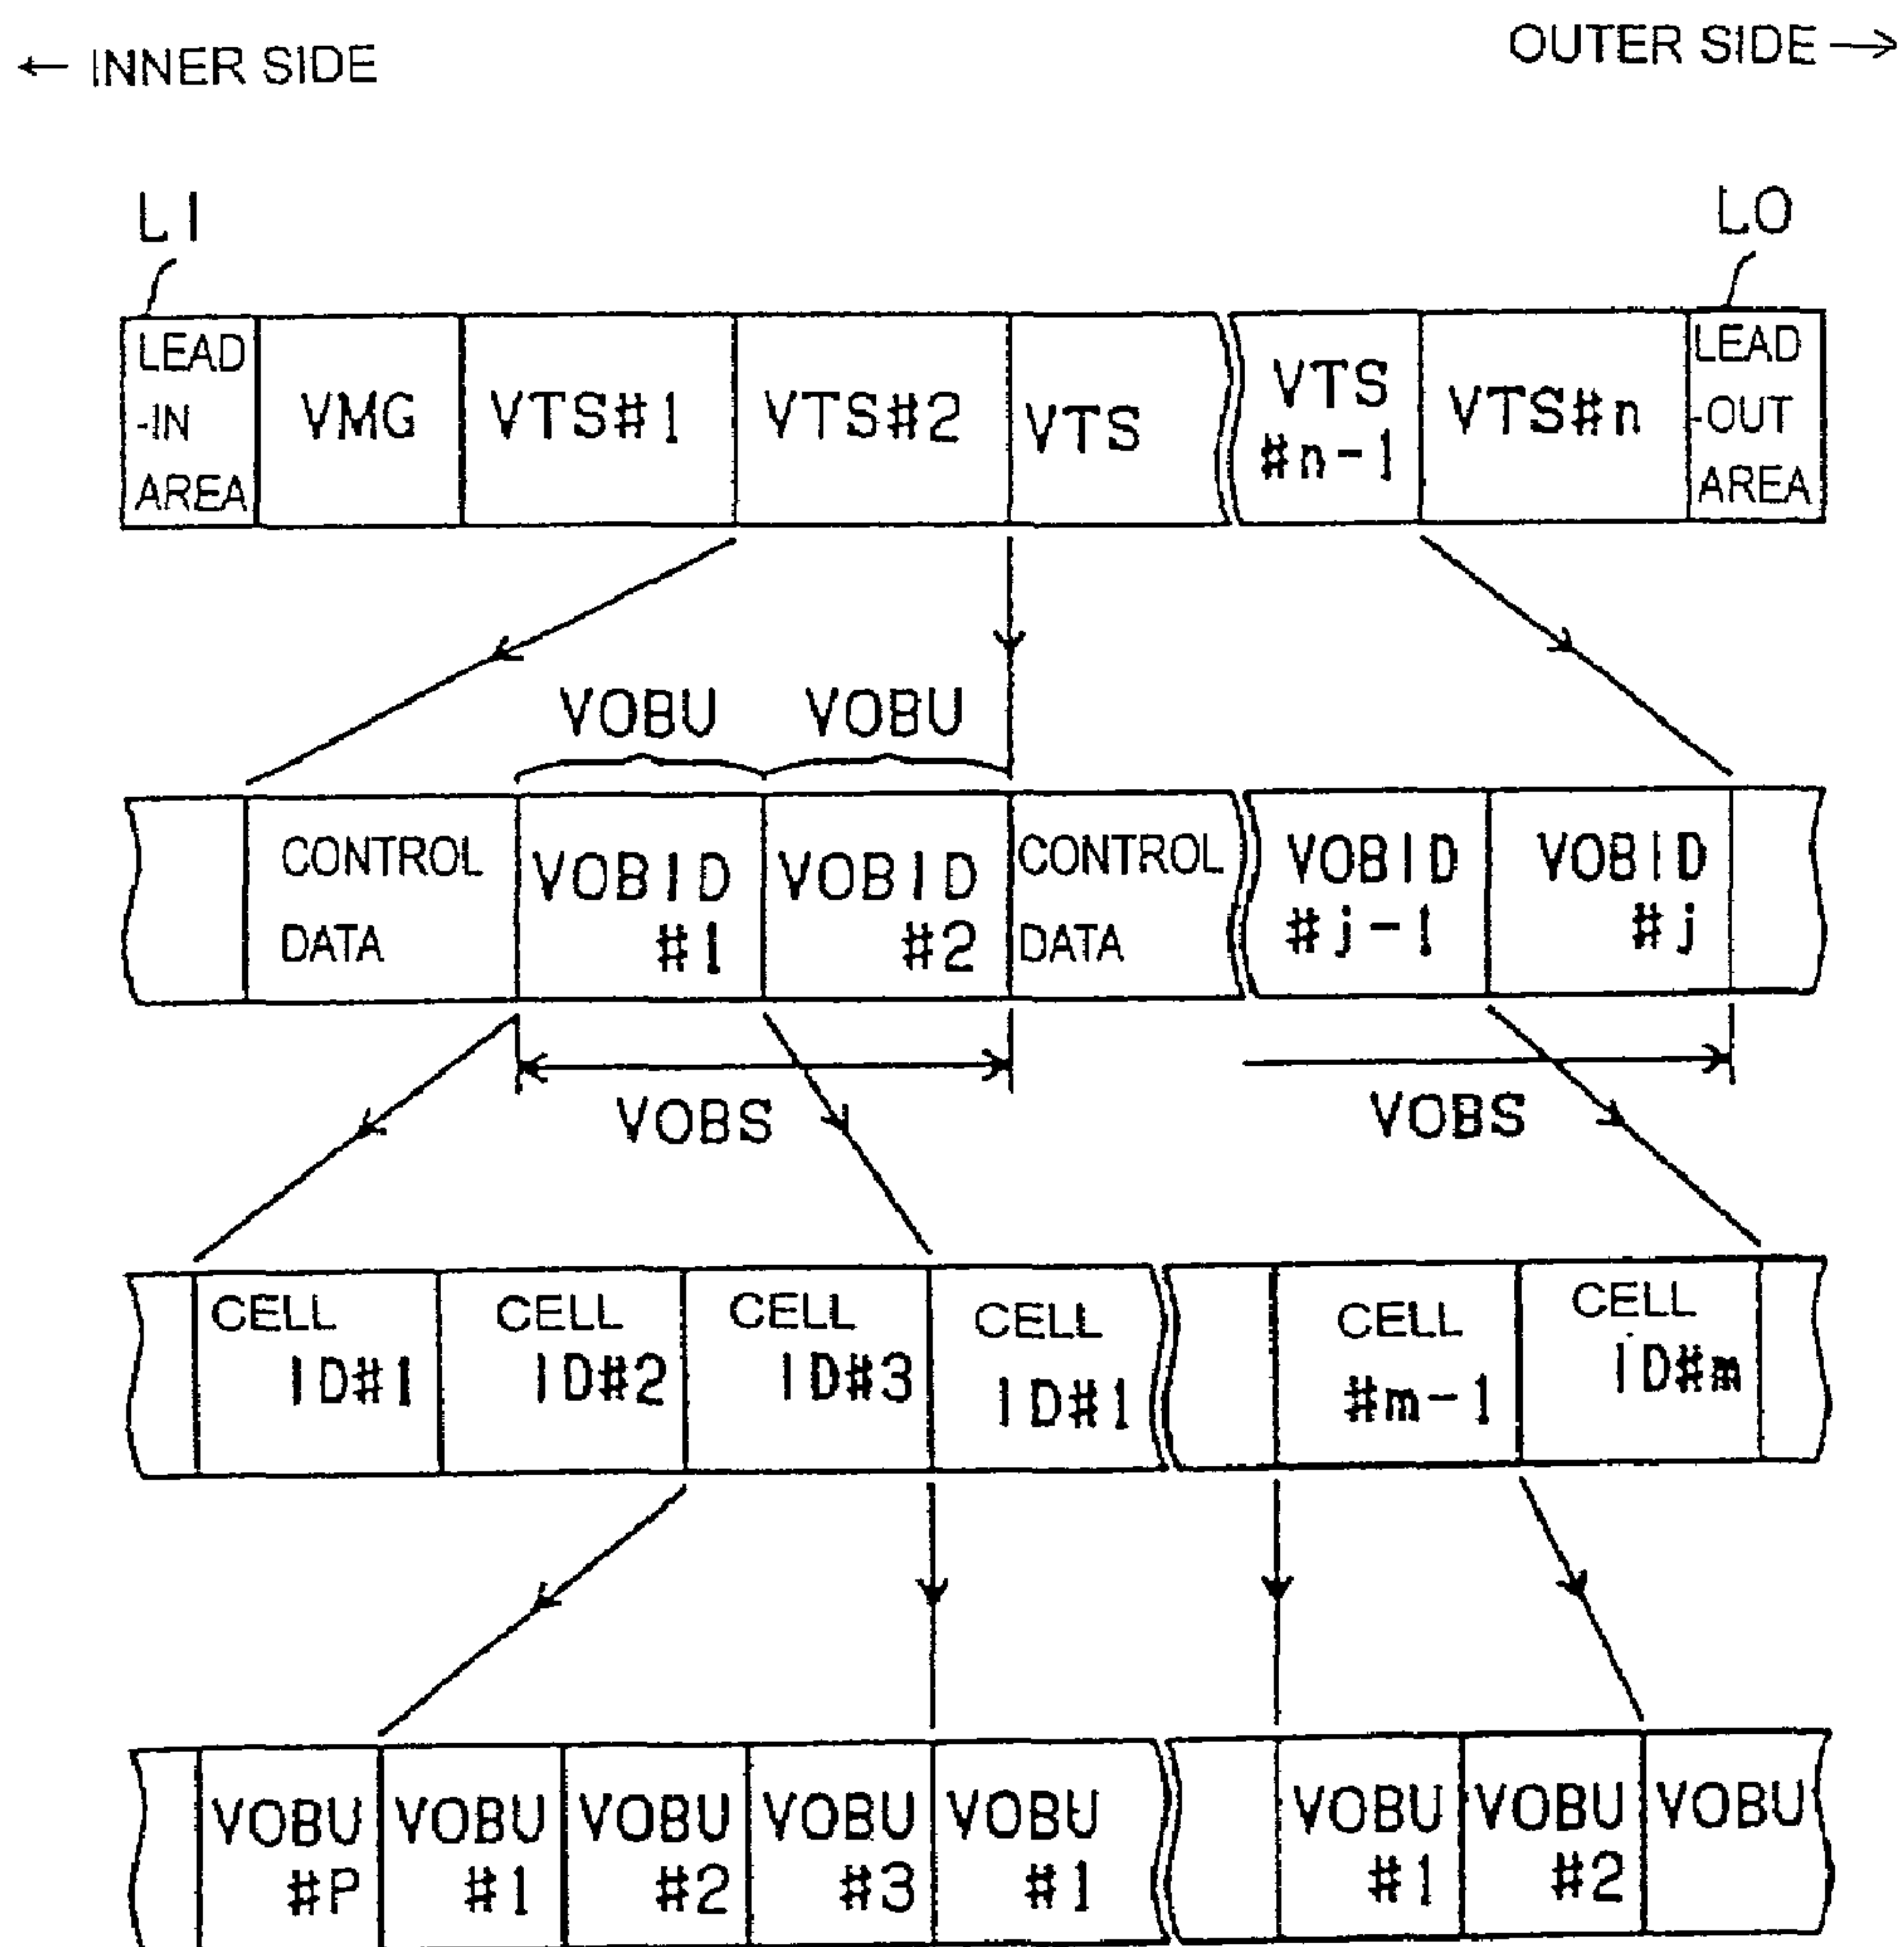 ← INNER SIDE
OUTER SIDE →
LI
LO
LEAD
-IN
AREA
VMG
VTS#1
VTS#2
VTS
VTS
#n-1
VTS#n
LEAD
-OUT
AREA
VOBU
VOBU
CONTROL
DATA
VOBID
#1
VOBID
#2
CONTROL
DATA
VOBID
#j-1
VOBID
#j
VOBS
VOBS
CELL
ID#1
CELL
ID#2
CELL
ID#3
CELL
ID#1
CELL
#m-1
CELL
ID#m
VOBU
#P
VOBU
#1
VOBU
#2
VOBU
#3
VOBU
#1
VOBU
#1
VOBU
#2
VOBU